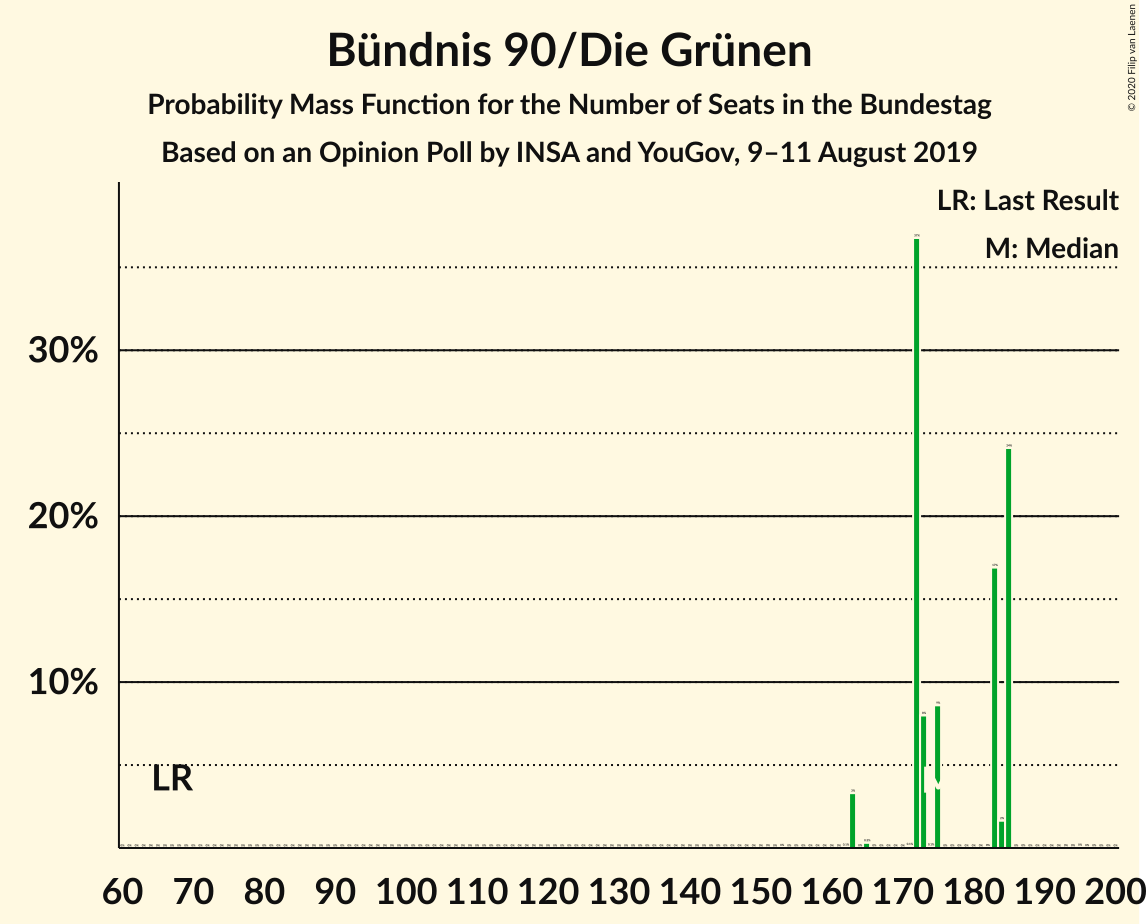 Bündnis 90/Die Grünen
Probability Mass Function for the Number of Seats in the Bundestag
Based on an Opinion Poll by INSA and YouGov, 9–11 August 2019
© 2020 Filip van Laenen
LR: Last Result
M: Median
30%
20%
10%
LR
60 70 80 90 100 110 120 130 140 150 160 170 180 190 200